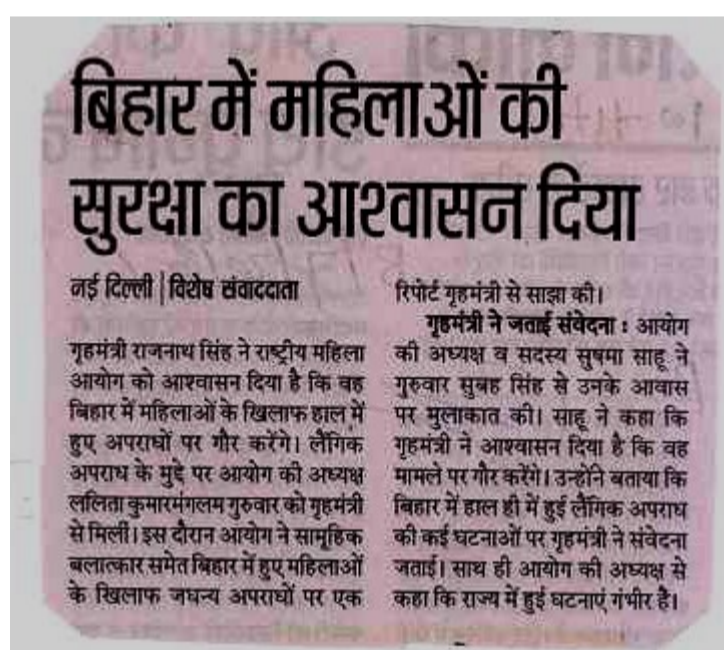 बिहार में महिलाओं की
सुरक्षा का आश्वासन दिया
नई दिल्ली | विशेष संवाददाता
गृहमंत्री राजनाथ सिंह ने राष्ट्रीय महिला
आयोग को आश्वासन दिया है कि वह
बिहार में महिलाओं के खिलाफ हाल में
हुए अपराधों पर गौर करेंगे। लैंगिक
अपराध के मुद्दे पर आयोग की अध्यक्ष
ललिता कुमारमंगलम गुरुवार को गृहमंत्री
से मिलीं। इस दौरान आयोग ने सामूहिक
बलात्कार समेत बिहार में हुए महिलाओं
के खिलाफ जघन्य अपराधों पर एक
रिपोर्ट गृहमंत्री से साझा की।
गृहमंत्री ने जताई संवेदना : आयोग
की अध्यक्ष व सदस्य सुषमा साहू ने
गुरुवार सुबह सिंह से उनके आवास
पर मुलाकात की। साहू ने कहा कि
गृहमंत्री ने आश्वासन दिया है कि वह
मामले पर गौर करेंगे। उन्होंने बताया कि
बिहार में हाल ही में हुई लैंगिक अपराध
की कई घटनाओं पर गृहमंत्री ने संवेदना
जताई। साथ ही आयोग की अध्यक्ष से
कहा कि राज्य में हुई घटनाएं गंभीर है।